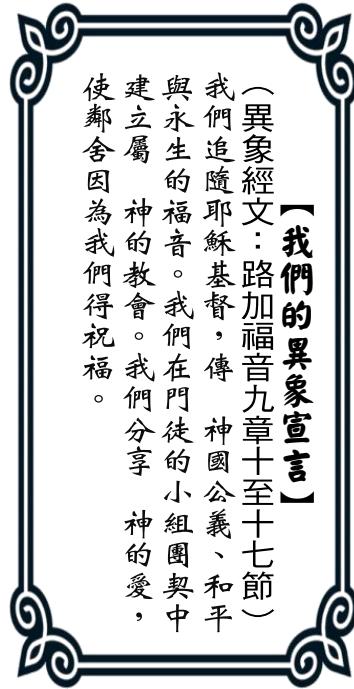 【我們的異象宣言】
（異象經文：路加福音九章十至十七節）
我們追隨耶穌基督，傳　神國公義、和平
與永生的福音。我們在門徒的小組團契中
建立屬　神的教會。我們分享　神的愛，
使鄰舍因為我們得祝福。